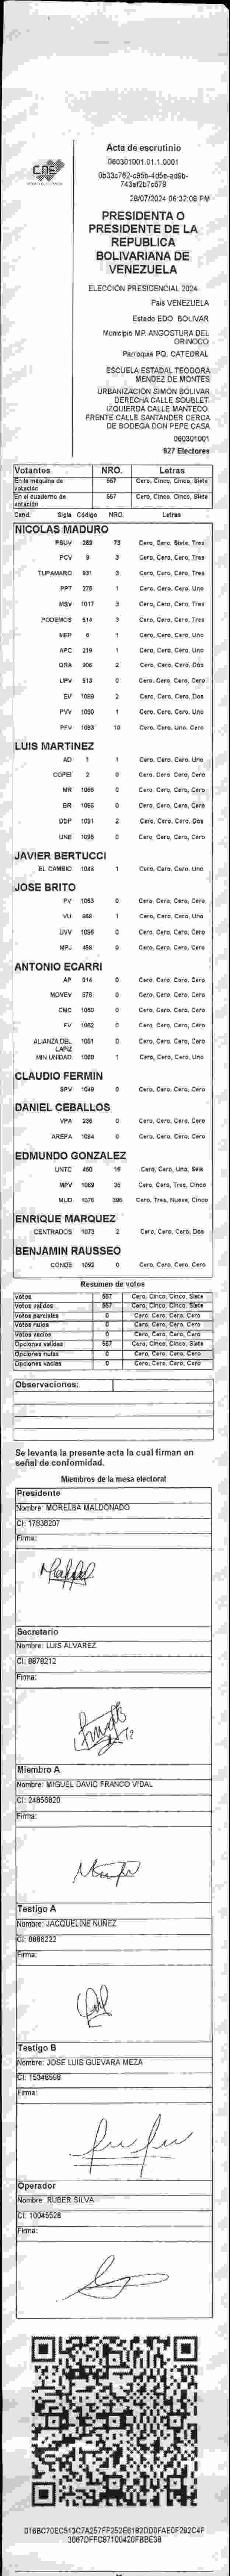 CNE
Acta de escrutinio
060301001.01.1.0001
28/07/2024 06:32:08 PM
PRESIDENTA O
PRESIDENTE DE LA
REPUBLICA
BOLIVARIANA DE
VENEZUELA
ELECCIÓN PRESIDENCIAL 2024
País VENEZUELA
Estado EDO. BOLIVAR
Municipio MP. ANGOSTURA DEL
ORINOCO
Parroquia PQ. CATEDRAL
ESCUELA ESTADAL TEODORA
MENDEZ DE MONTES
URBANIZACIÓN SIMÓN BOLIVAR
DERECHA CALLE SOUBLET.
IZQUIERDA CALLE MANTECO.
FRENTE CALLE SANTANDER CERCA
DE BODEGA DON PEPE CASA
060301001
927 Electores
Votantes NRO. Letras
En la máquina de votación 557 Cero, Cinco, Cinco, Siete
En el cuaderno de votación 557 Cero, Cinco, Cinco, Siete
Cand. Sigla Código NRO. Letras
NICOLAS MADURO
PSUV 269 73 Cero, Cero, Siete, Tres
PCV 9 3 Cero, Cero, Cero, Tres
TUPAMARO 931 3 Cero, Cero, Cero, Tres
PPT 276 1 Cero, Cero, Cero, Uno
MSV 1017 3 Cero, Cero, Cero, Tres
PODEMOS 514 3 Cero, Cero, Cero, Tres
MEP 6 1 Cero, Cero, Cero, Uno
APC 219 1 Cero, Cero, Cero, Uno
ORA 906 2 Cero, Cero, Cero, Dos
UPV 513 0 Cero, Cero, Cero, Cero
EV 1089 2 Cero, Cero, Cero, Dos
PVV 1090 1 Cero, Cero, Cero, Uno
PFV 1093 10 Cero, Cero, Uno, Cero
LUIS MARTINEZ
AD 1 1 Cero, Cero, Cero, Uno
COPEI 2 0 Cero, Cero, Cero, Cero
MR 1065 0 Cero, Cero, Cero, Cero
BR 1066 0 Cero, Cero, Cero, Cero
DDP 1091 2 Cero, Cero, Cero, Dos
UNE 1096 0 Cero, Cero, Cero, Cero
JAVIER BERTUCCI
EL CAMBIO 1048 1 Cero, Cero, Cero, Uno
JOSE BRITO
PV 1053 0 Cero, Cero, Cero, Cero
VU 868 1 Cero, Cero, Cero, Uno
UVV 1096 0 Cero, Cero, Cero, Cero
MPJ 458 0 Cero, Cero, Cero, Cero
ANTONIO ECARRI
AP 914 0 Cero, Cero, Cero, Cero
MOVEV 578 0 Cero, Cero, Cero, Cero
CMC 1050 0 Cero, Cero, Cero, Cero
FV 1062 0 Cero, Cero, Cero, Cero
ALIANZA DEL LAPIZ 1051 0 Cero, Cero, Cero, Cero
MIN UNIDAD 1068 1 Cero, Cero, Cero, Uno
CLAUDIO FERMIN
SPV 1049 0 Cero, Cero, Cero, Cero
DANIEL CEBALLOS
VPA 236 0 Cero, Cero, Cero, Cero
AREPA 1094 0 Cero, Cero, Cero, Cero
EDMUNDO GONZALEZ
UNTC 460 16 Cero, Cero, Uno, Seis
MPV 1069 35 Cero, Cero, Tres, Cinco
MUD 1076 395 Cero, Tres, Nueve, Cinco
ENRIQUE MARQUEZ
CENTRADOS 1073 2 Cero, Cero, Cero, Dos
BENJAMIN RAUSSEO
CONDE 1092 0 Cero, Cero, Cero, Cero
Resumen de votos
Votos 557 Cero, Cinco, Cinco, Siete
Votos válidos 557 Cero, Cinco, Cinco, Siete
Votos parciales 0 Cero, Cero, Cero, Cero
Votos nulos 0 Cero, Cero, Cero, Cero
Votos vacíos 0 Cero, Cero, Cero, Cero
Opciones válidas 557 Cero, Cinco, Cinco, Siete
Opciones nulas 0 Cero, Cero, Cero, Cero
Opciones vacías 0 Cero, Cero, Cero, Cero
Observaciones:
Se levanta la presente acta la cual firman en
señal de conformidad.
Miembros de la mesa electoral
Presidente
Nombre: MORELBA MALDONADO
CI: 17838207
Firma:
Secretario
Nombre: LUIS ALVAREZ
CI: 8878212
Firma:
Miembro A
Nombre: MIGUEL DAVID FRANCO VIDAL
CI: 24856820
Firma:
Testigo A
Nombre: JACQUELINE NUÑEZ
CI: 8886222
Firma:
Testigo B
Nombre: JOSE LUIS GUEVARA MEZA
CI: 15348598
Firma:
Operador
Nombre: RUBER SILVA
CI: 10045528
Firma: